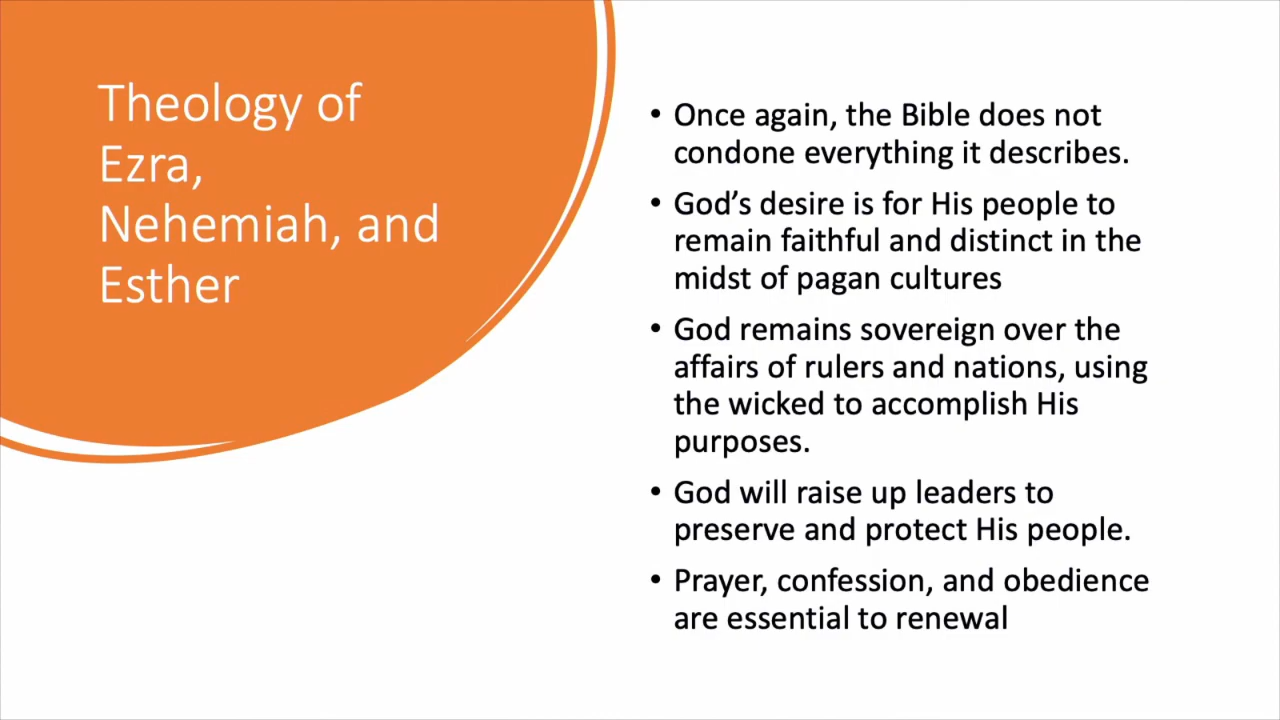 Theology of
Ezra,
Nehemiah, and
Esther
• Once again, the Bible does not
condone everything it describes.
• God’s desire is for His people to
remain faithful and distinct in the
midst of pagan cultures
• God remains sovereign over the
affairs of rulers and nations, using
the wicked to accomplish His
purposes.
• God will raise up leaders to
preserve and protect His people.
• Prayer, confession, and obedience
are essential to renewal